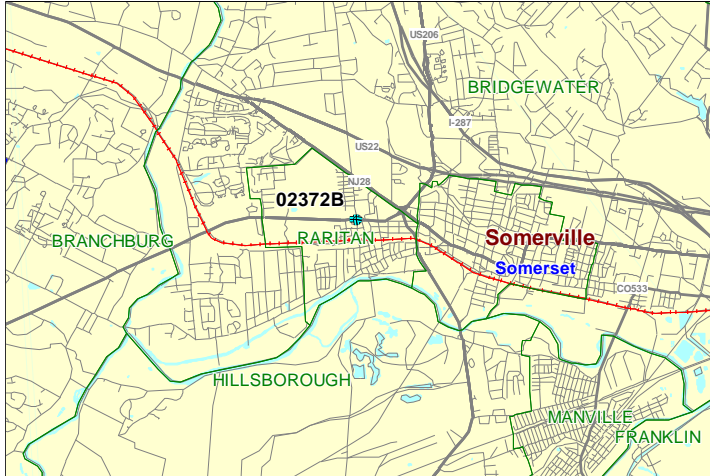 US206
BRIDGEWATER
I-287
US22
NJ28
02372B
BRANCHBURG
RARITAN
Somerville
Somerset
CO533
HILLSBOROUGH
MANVILLE
FRANKLIN